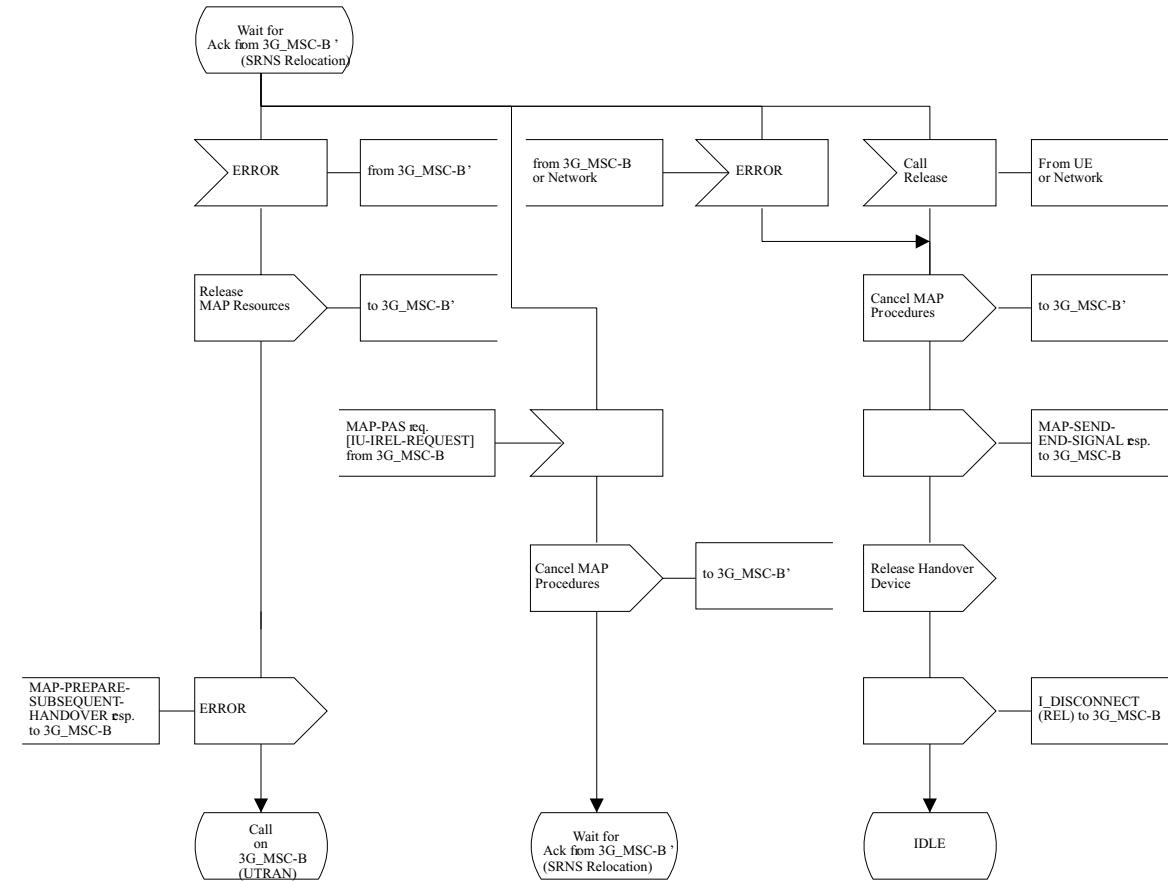 Wait for
Ack from 3G_MSC-B ’
(SRNS Relocation)
ERROR
from 3G_MSC-B’
from 3G_MSC-B
or Network
ERROR
Call
Release
From UE
or Network
Release
MAP Resources
to 3G_MSC-B’
Cancel MAP
Procedures
to 3G_MSC-B’
MAP-PAS req.
[IU-IREL-REQUEST]
from 3G_MSC-B
MAP-SEND-
END-SIGNAL resp.
to 3G_MSC-B
Cancel MAP
Procedures
to 3G_MSC-B’
Release Handover
Device
MAP-PREPARE-
SUBSEQUENT-
HANDOVER resp.
to 3G_MSC-B
ERROR
I_DISCONNECT
(REL) to 3G_MSC-B
Call
on
3G_MSC-B
(UTRAN)
Wait for
Ack from 3G_MSC-B ’
(SRNS Relocation)
IDLE